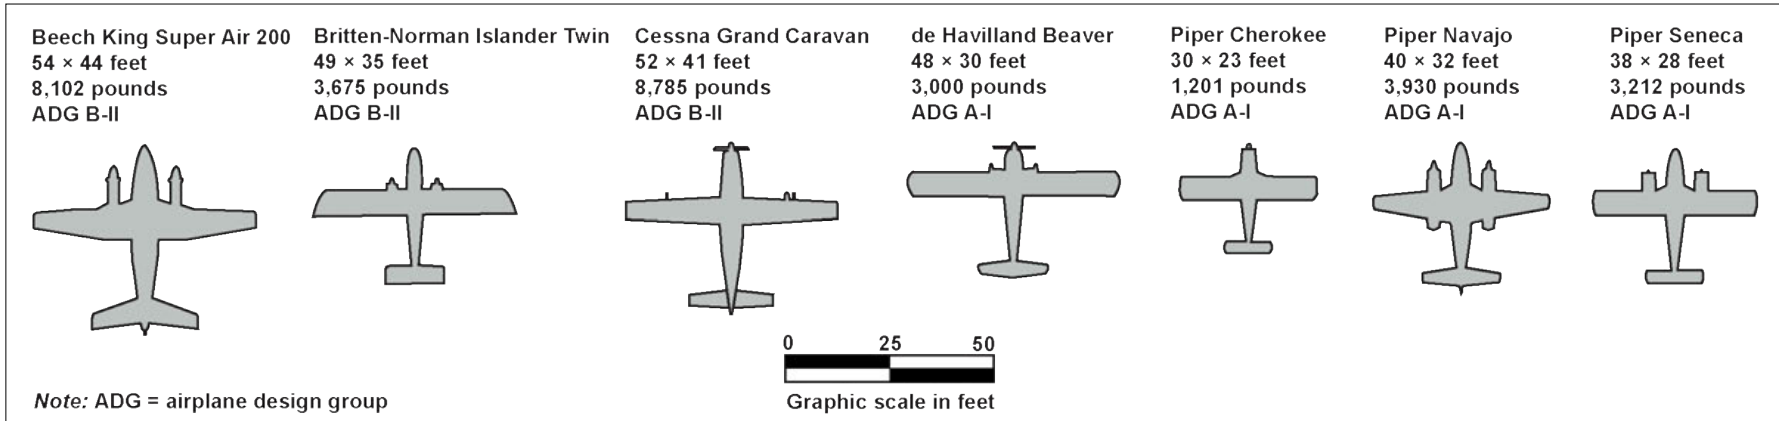 Beech King Super Air 200
54 × 44 feet
8,102 pounds
ADG B-II
Britten-Norman Islander Twin
49 × 35 feet
3,675 pounds
ADG B-II
Cessna Grand Caravan
52 × 41 feet
8,785 pounds
ADG B-II
de Havilland Beaver
48 × 30 feet
3,000 pounds
ADG A-I
Piper Cherokee
30 × 23 feet
1,201 pounds
ADG A-I
Piper Navajo
40 × 32 feet
3,930 pounds
ADG A-I
Piper Seneca
38 × 28 feet
3,212 pounds
ADG A-I
0 25 50
Graphic scale in feet
Note: ADG = airplane design group